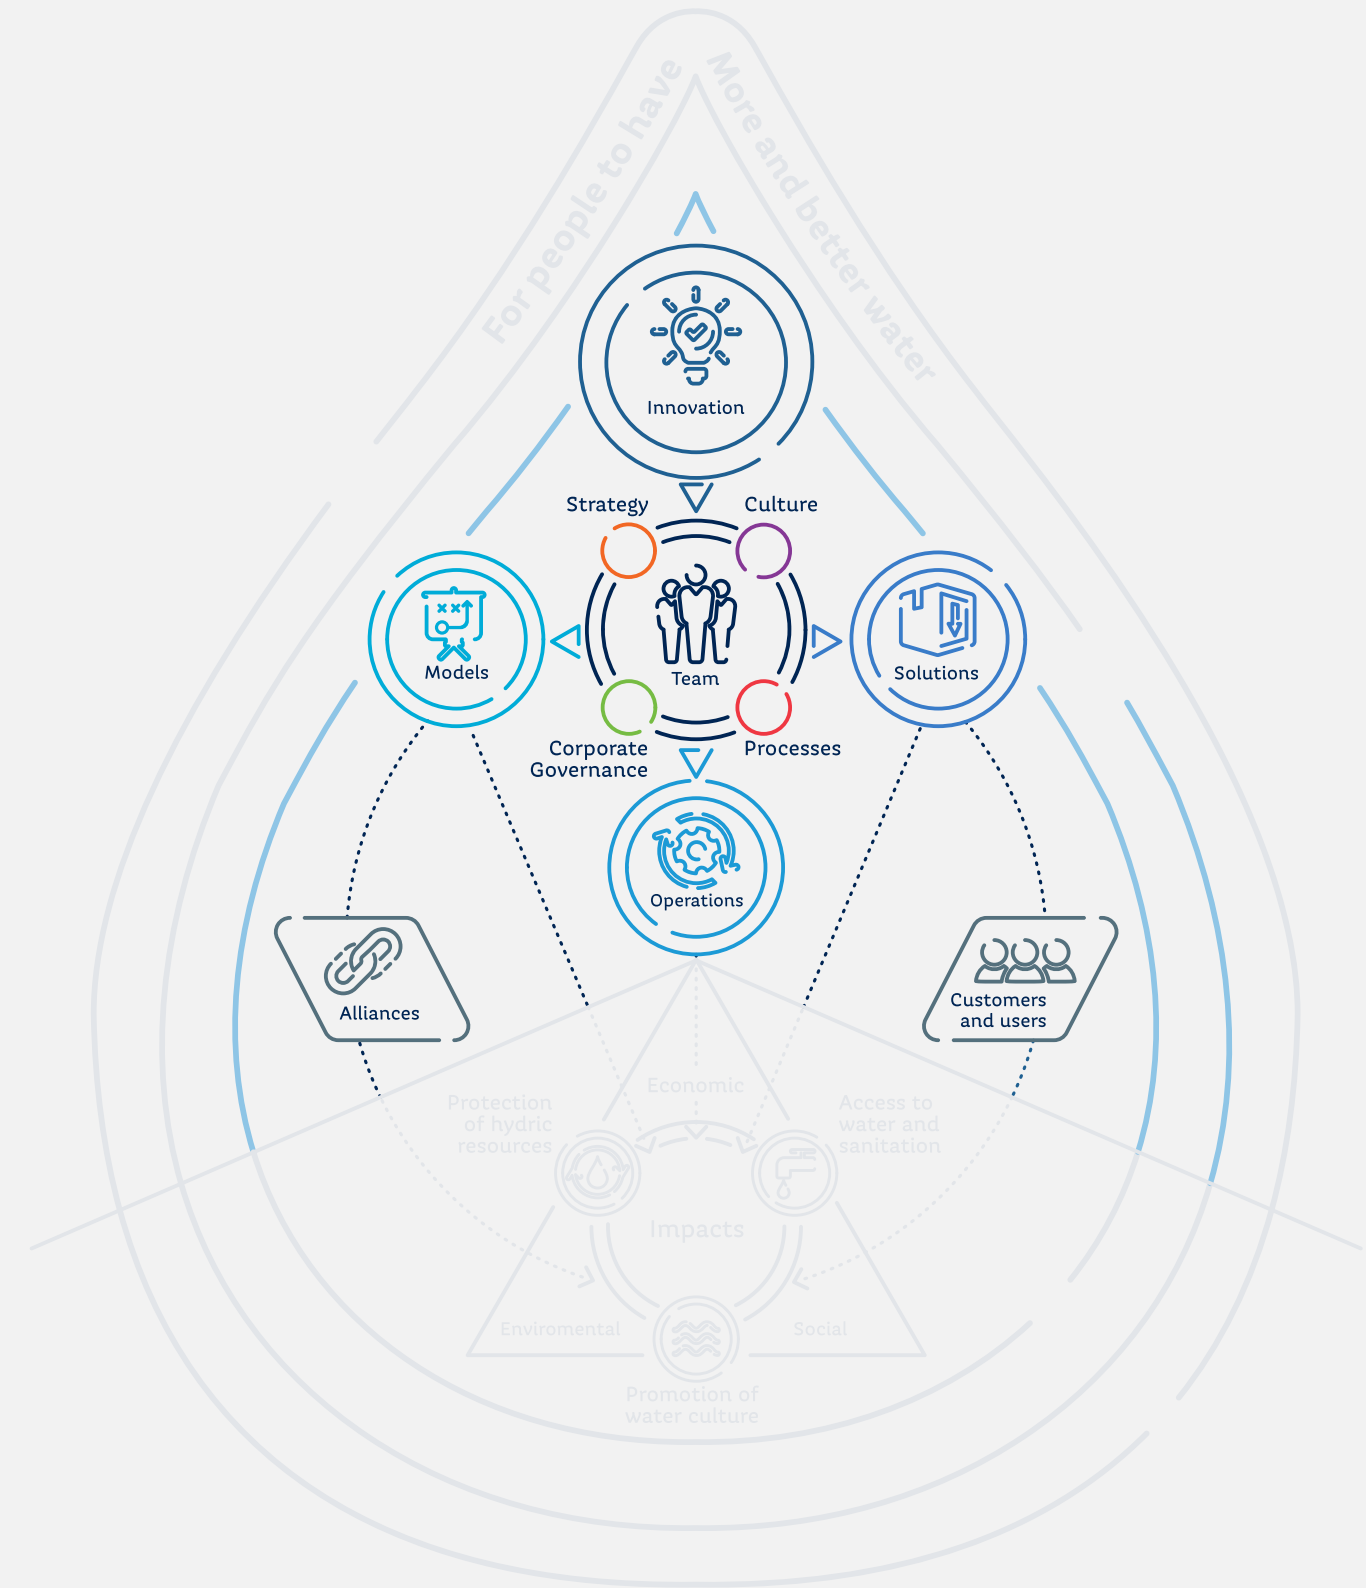 For people to have
More and better water
Innovation
Strategy
Culture
Models
Team
Solutions
Corporate
Governance
Processes
Operations
Alliances
Customers
and users
Economic
Protection
of hydric
resources
Access to
water and
sanitation
Impacts
Enviromental
Social
Promotion of
water culture